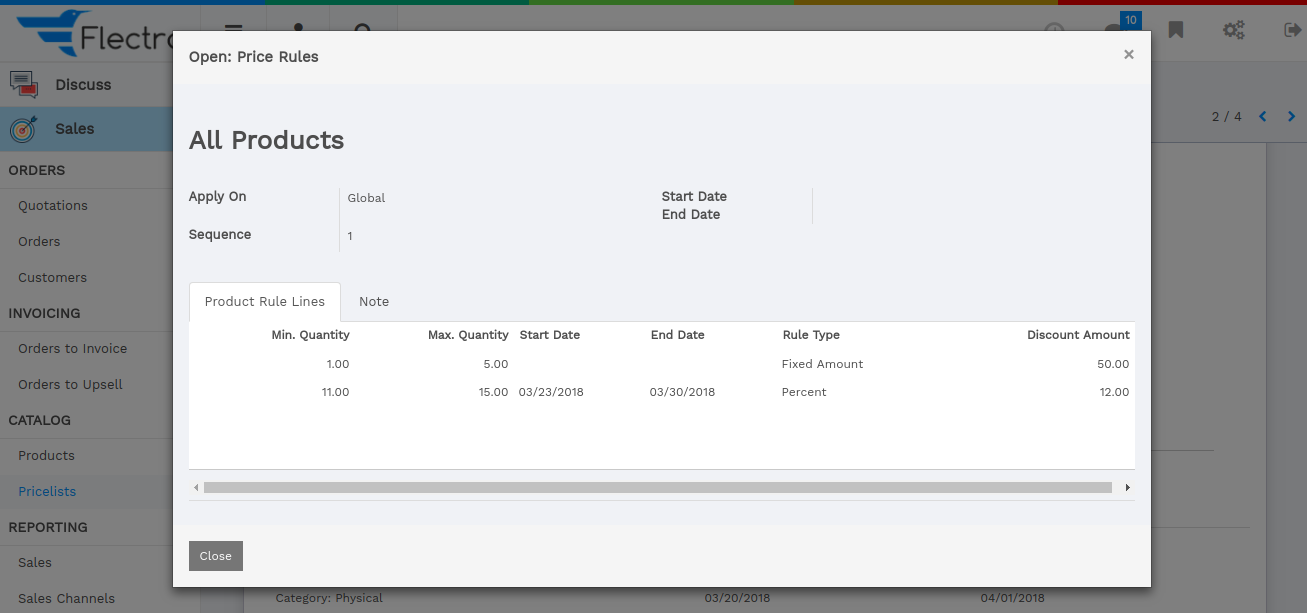 Flectro
10
Open: Price Rules
×
Discuss
Sales
2 / 4
ORDERS
Quotations
Orders
Customers
INVOICING
Orders to Invoice
Orders to Upsell
CATALOG
Products
Pricelists
REPORTING
Sales
Sales Channels
All Products
Apply On Global
Start Date
End Date
Sequence 1
Product Rule Lines Note
Min. Quantity Max. Quantity Start Date End Date Rule Type Discount Amount
1.00 5.00 Fixed Amount 50.00
11.00 15.00 03/23/2018 03/30/2018 Percent 12.00
Close
Category: Physical 03/20/2018 04/01/2018